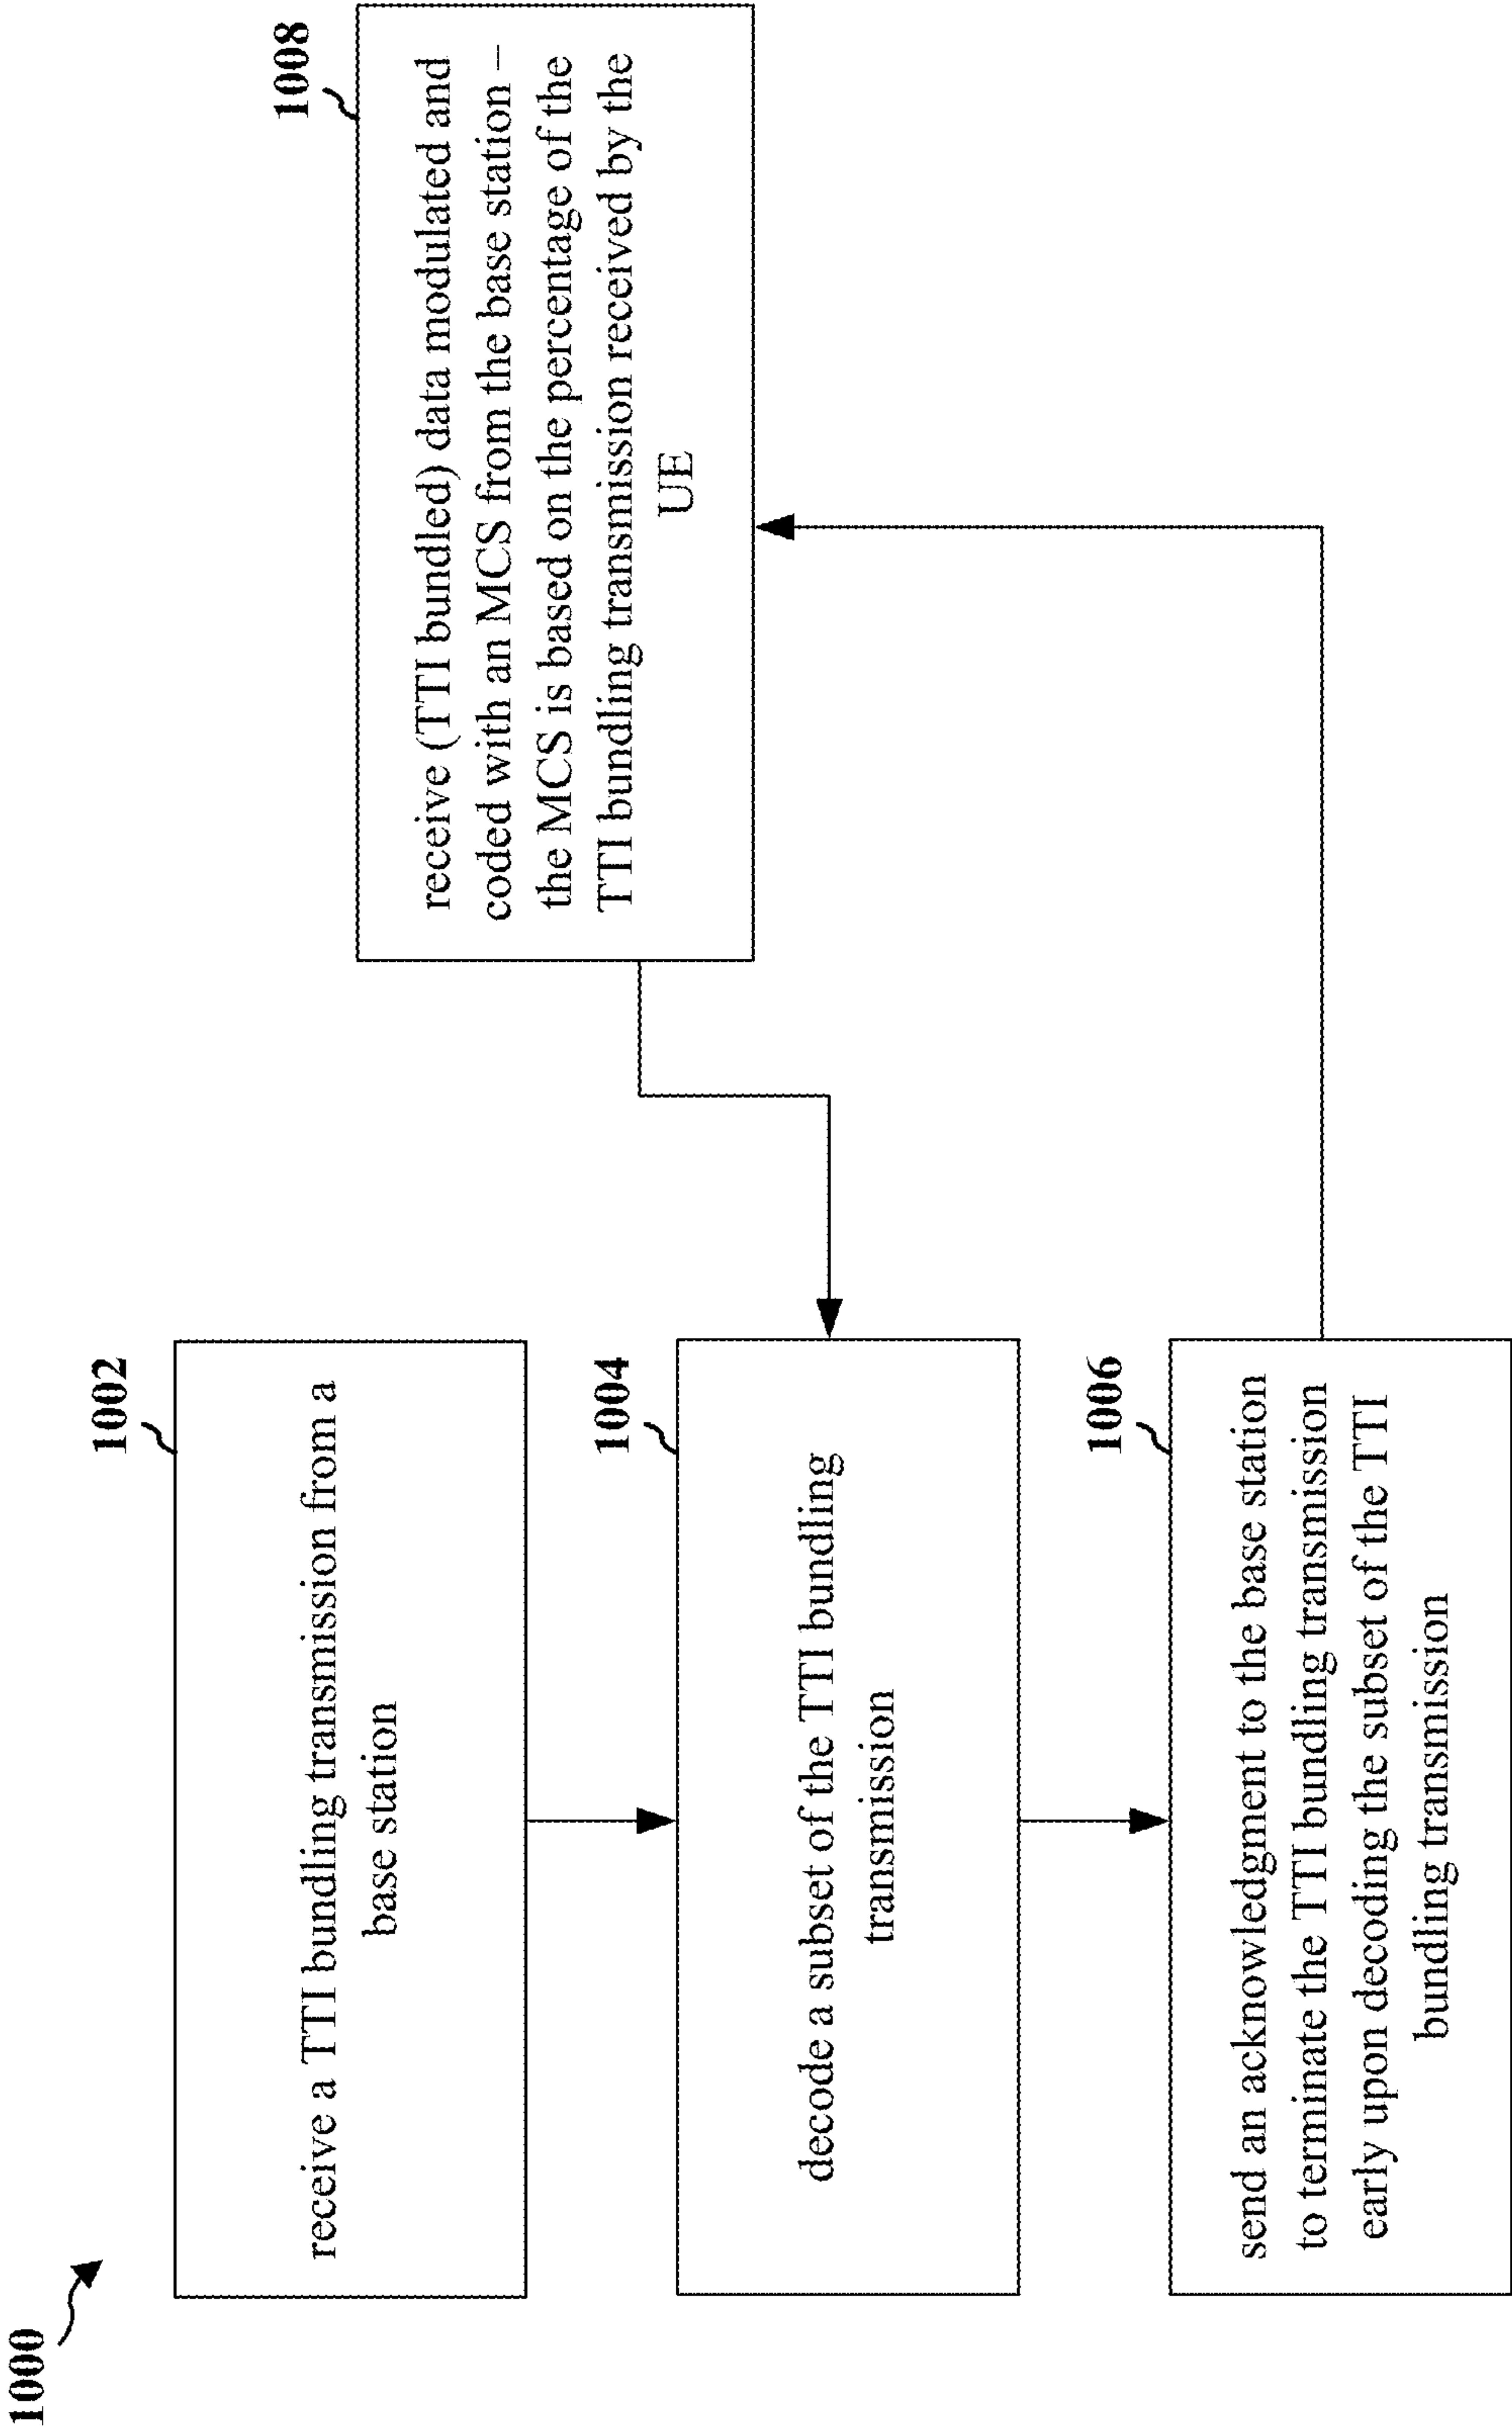 1000
1002
receive a TTI bundling transmission from a
base station
1004
decode a subset of the TTI bundling
transmission
1006
send an acknowledgment to the base station
to terminate the TTI bundling transmission
early upon decoding the subset of the TTI
bundling transmission
1008
receive (TTI bundled) data modulated and
coded with an MCS from the base station –
the MCS is based on the percentage of the
TTI bundling transmission received by the
UE